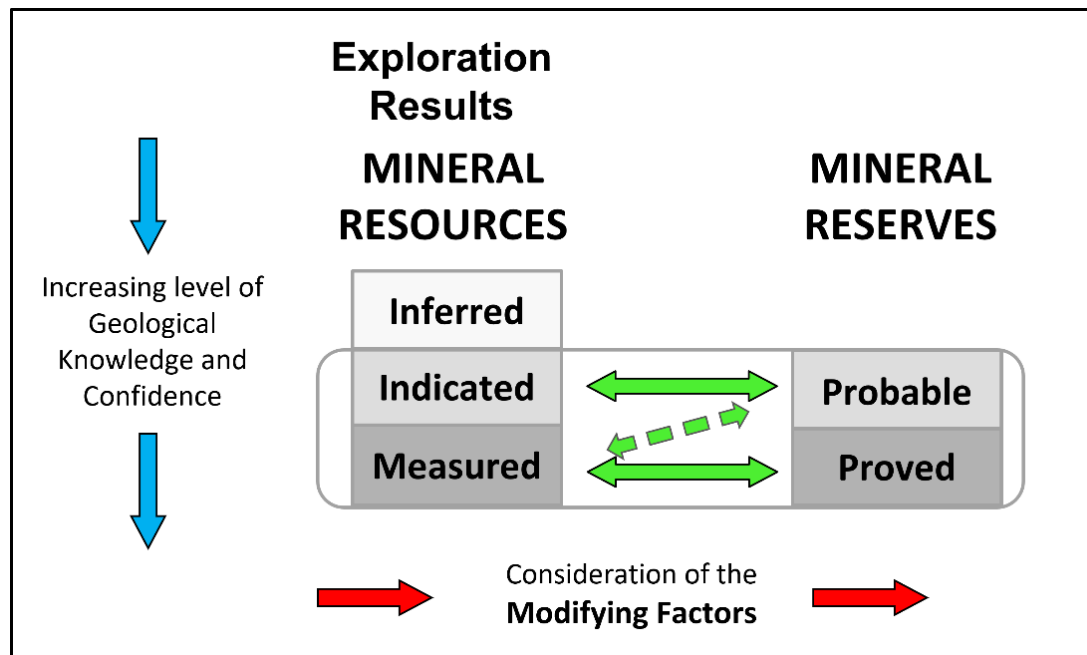 Exploration
Results
MINERAL
RESOURCES
MINERAL
RESERVES
Increasing level of
Geological
Knowledge and
Confidence
Inferred
Indicated
Probable
Measured
Proved
Consideration of the
Modifying Factors